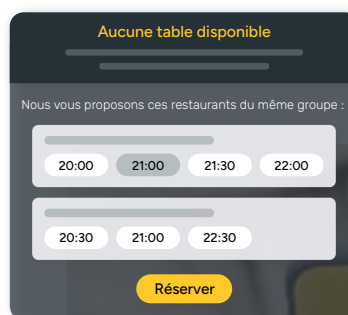 Aucune table disponible
Nous vous proposons ces restaurants du même groupe :
20:00 21:00 21:30 22:00
20:30 21:00 22:30
Réserver